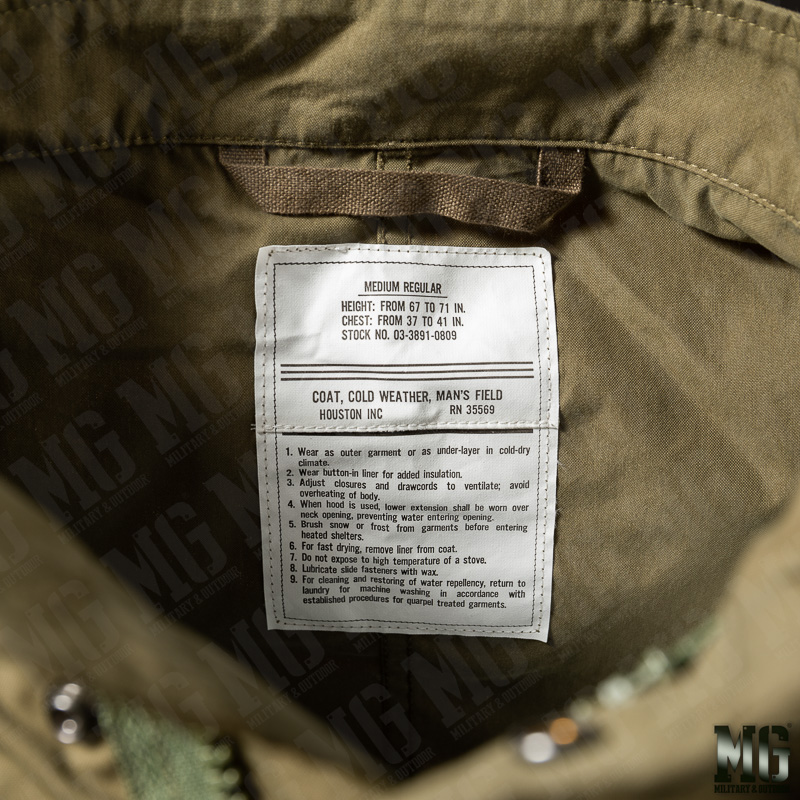 MEDIUM REGULAR
HEIGHT: FROM 67 TO 71 IN.
CHEST: FROM 37 TO 41 IN.
STOCK NO. 03-3891-0809
COAT, COLD WEATHER, MAN'S FIELD
HOUSTON INC RN 35569
1. Wear as outer garment or as under-layer in cold-dry
climate.
2. Wear button-in liner for added insulation.
3. Adjust closures and drawcords to ventilate; avoid
overheating of body.
4. When hood is used, lower extension shall be worn over
neck opening, preventing water entering opening.
5. Brush snow or frost from garments before entering
heated shelters.
6. For fast drying, remove liner from coat.
7. Do not expose to high temperature of a stove.
8. Lubricate slide fasteners with wax.
9. For cleaning and restoring of water repellency, return to
laundry for machine washing in accordance with
established procedures for quarpel treated garments.
MG
MILITARY & OUTDOOR